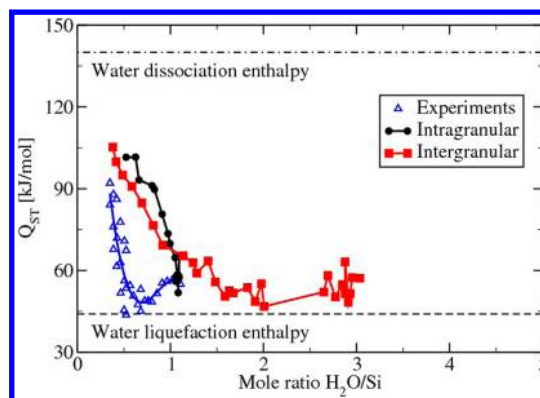 150
Water dissociation enthalpy
120
Experiments
Intragranular
Intergranular
90
Q_ST [kJ/mol]
60
Water liquefaction enthalpy
30
0 1 2 3 4 5
Mole ratio H₂O/Si